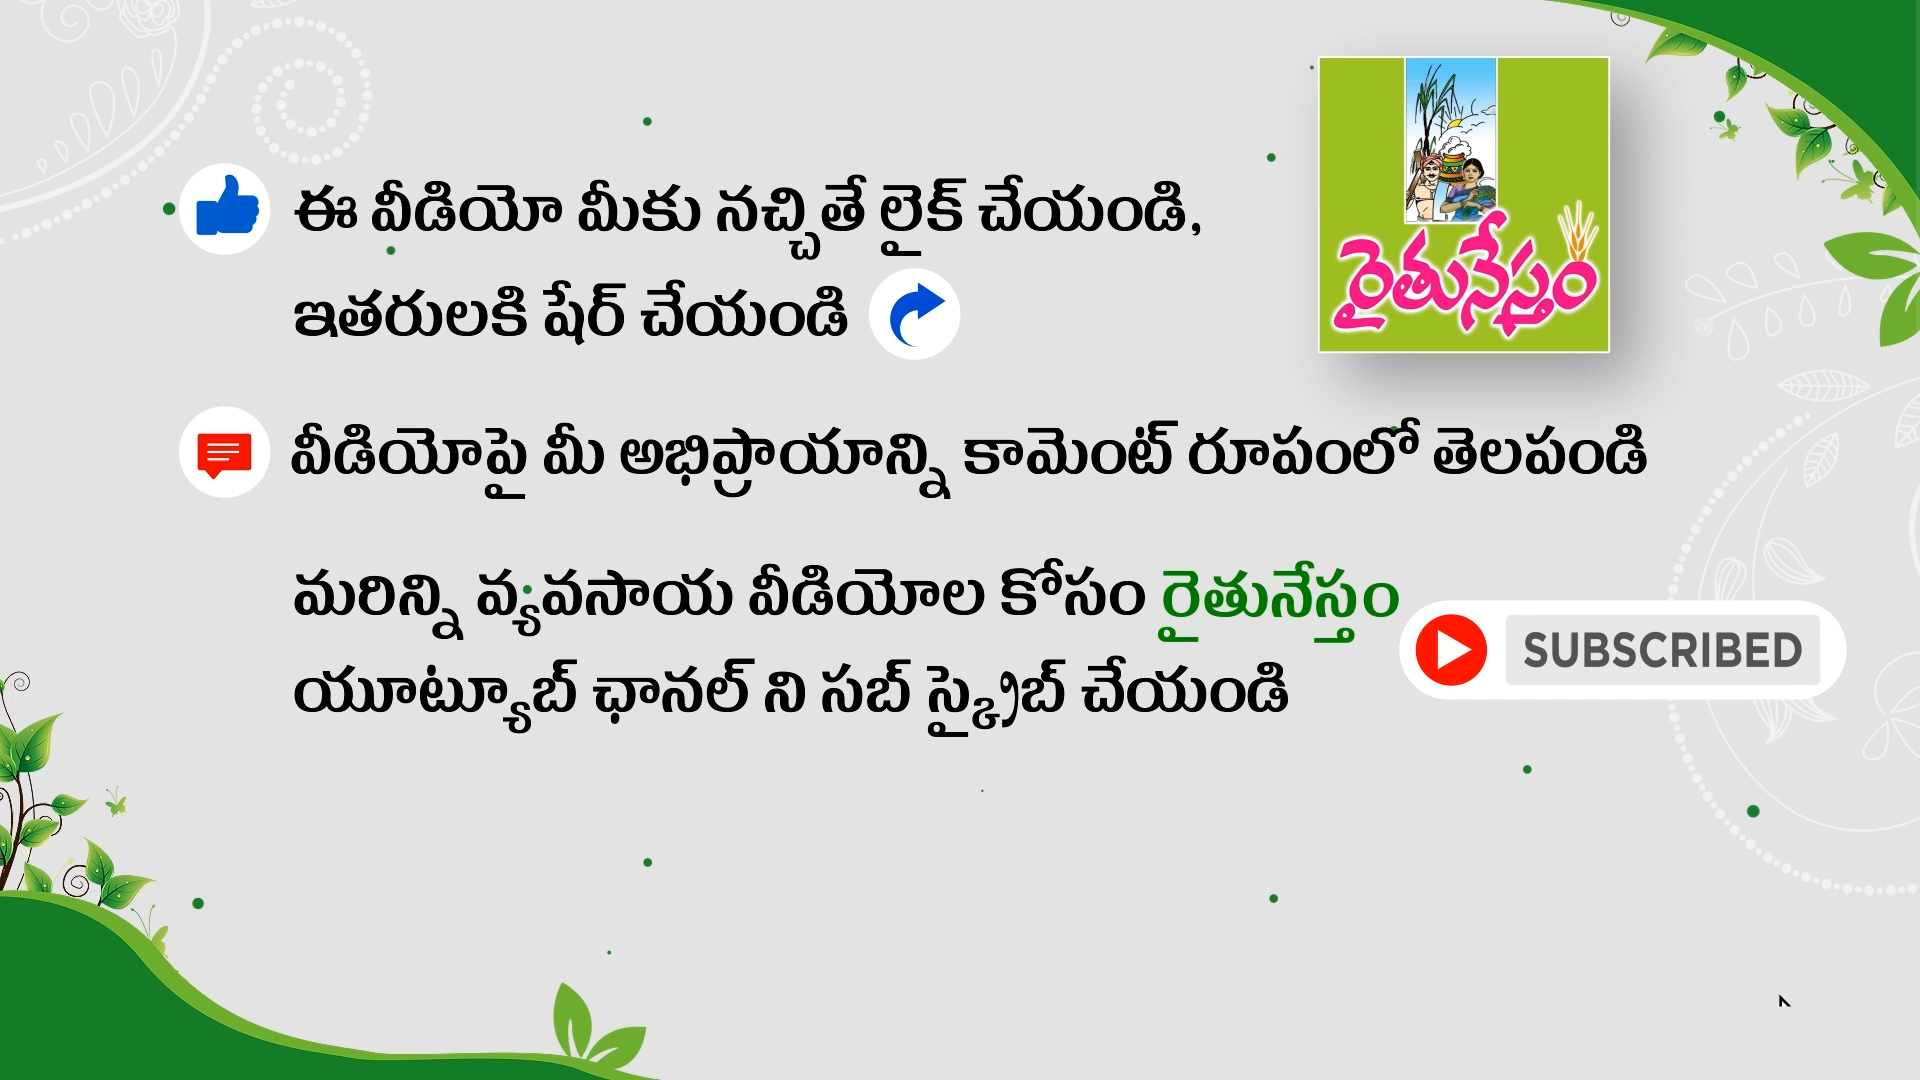 ఈ వీడియో మీకు నచ్చితే లైక్ చేయండి,
ఇతరులకి షేర్ చేయండి
రైతునేస్తం
వీడియోపై మీ అభిప్రాయాన్ని కామెంట్ రూపంలో తెలపండి
మరిన్ని వ్యవసాయ వీడియోల కోసం రైతునేస్తం
యూట్యూబ్ ఛానల్ ని సబ్ స్క్రైబ్ చేయండి
SUBSCRIBED